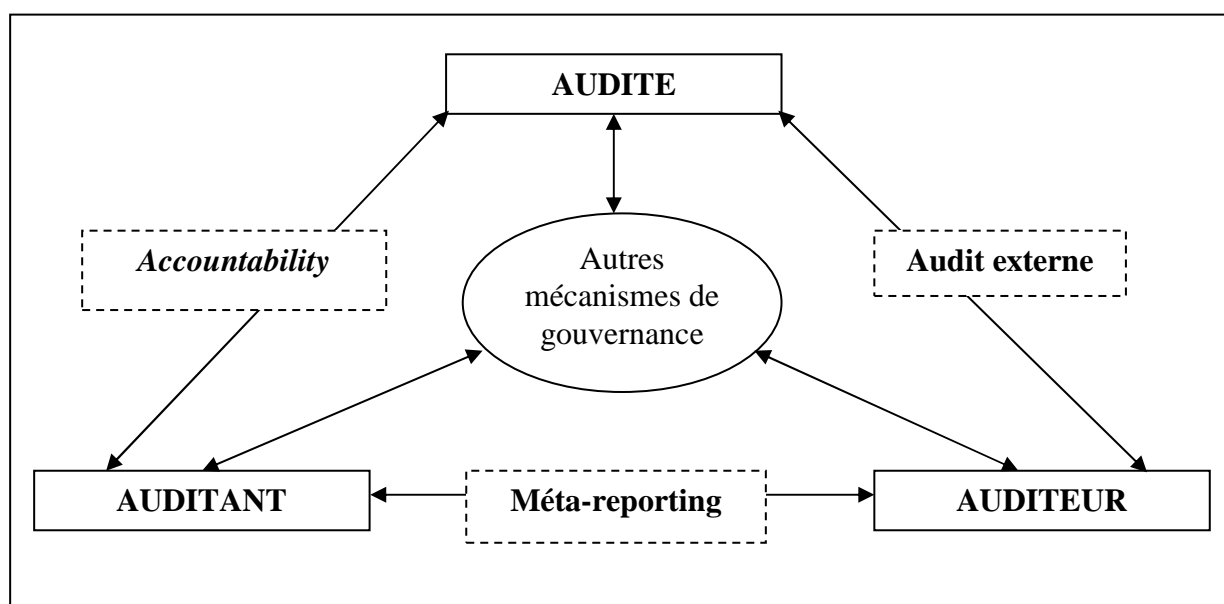 AUDITE
Accountability
Autres
mécanismes de
gouvernance
Audit externe
AUDITANT
Méta-reporting
AUDITEUR